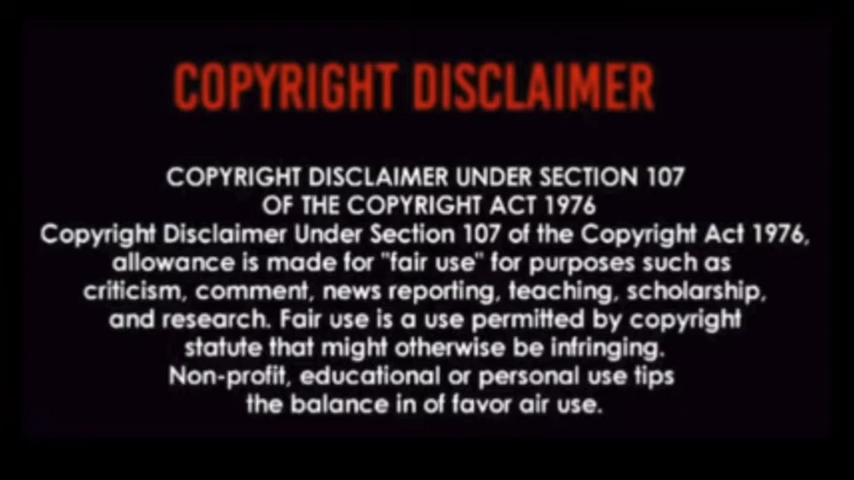 COPYRIGHT DISCLAIMER
COPYRIGHT DISCLAIMER UNDER SECTION 107
OF THE COPYRIGHT ACT 1976
Copyright Disclaimer Under Section 107 of the Copyright Act 1976,
allowance is made for "fair use" for purposes such as
criticism, comment, news reporting, teaching, scholarship,
and research. Fair use is a use permitted by copyright
statute that might otherwise be infringing.
Non-profit, educational or personal use tips
the balance in of favor air use.